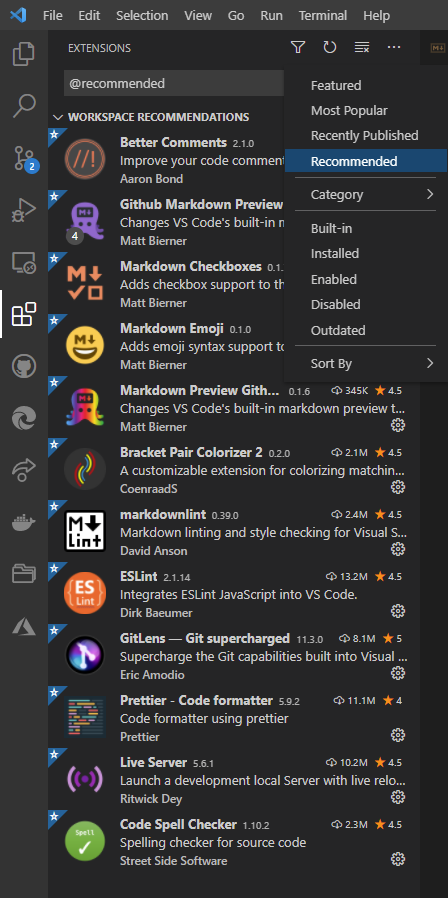 File Edit Selection View Go Run Terminal Help
EXTENSIONS
@recommended
Featured
Most Popular
Recently Published
Recommended
Category
Built-in
Installed
Enabled
Disabled
Outdated
Sort By
2
WORKSPACE RECOMMENDATIONS
//!
Better Comments 2.1.0
Improve your code comment
Aaron Bond
M
4
Github Markdown Preview
Changes VS Code's built-in m
Matt Bierner
M
Markdown Checkboxes 0.1.
Adds checkbox support to th
Matt Bierner
M
Markdown Emoji 0.1.0
Adds emoji syntax support to
Matt Bierner
M
Markdown Preview Gith... 0.1.6 345K 4.5
Changes VS Code's built-in markdown preview t...
Matt Bierner
Bracket Pair Colorizer 2 0.2.0 2.1M 4.5
A customizable extension for colorizing matchin...
CoenraadS
M
Lint
markdownlint 0.39.0 2.4M 4.5
Markdown linting and style checking for Visual S...
David Anson
ES
Lint
ESLint 2.1.14 13.2M 4.5
Integrates ESLint JavaScript into VS Code.
Dirk Baeumer
GitLens — Git supercharged 11.3.0 8.1M 5
Supercharge the Git capabilities built into Visual ...
Eric Amodio
Prettier - Code formatter 5.9.2 11.1M 4
Code formatter using prettier
Prettier
Live Server 5.6.1 10.2M 4.5
Launch a development local Server with live relo...
Ritwick Dey
Spell
Code Spell Checker 1.10.2 2.3M 4.5
Spelling checker for source code
Street Side Software